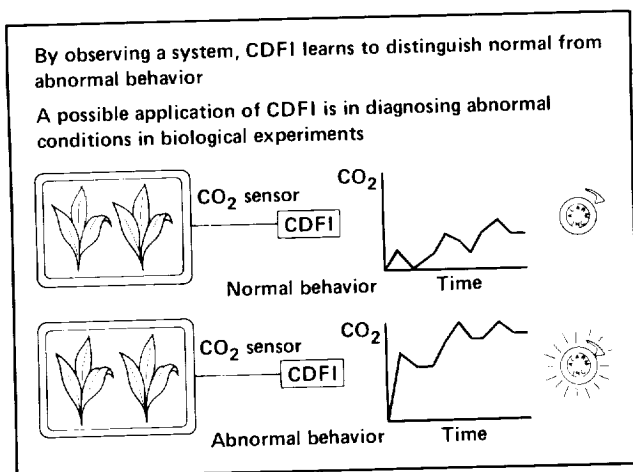 By observing a system, CDFI learns to distinguish normal from
abnormal behavior
A possible application of CDFI is in diagnosing abnormal
conditions in biological experiments
CO2 sensor
CDFI
CO2
Normal behavior
Time
CO2 sensor
CDFI
CO2
Abnormal behavior
Time